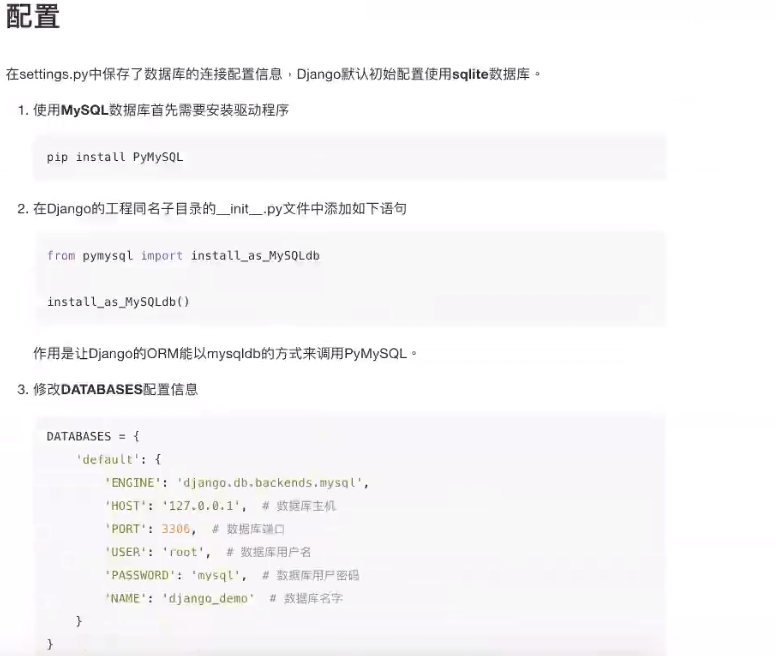 配置
在settings.py中保存了数据库的连接配置信息，Django默认初始配置使用sqlite数据库。
1. 使用MySQL数据库首先需要安装驱动程序
pip install PyMySQL
2. 在Django的工程同名子目录的__init__.py文件中添加如下语句
from pymysql import install_as_MySQLdb
install_as_MySQLdb()
作用是让Django的ORM能以mysqldb的方式来调用PyMySQL。
3. 修改DATABASES配置信息
DATABASES = {
    'default': {
        'ENGINE': 'django.db.backends.mysql',
        'HOST': '127.0.0.1',  # 数据库主机
        'PORT': 3306,  # 数据库端口
        'USER': 'root',  # 数据库用户名
        'PASSWORD': 'mysql',  # 数据库用户密码
        'NAME': 'django_demo'  # 数据库名字
    }
}